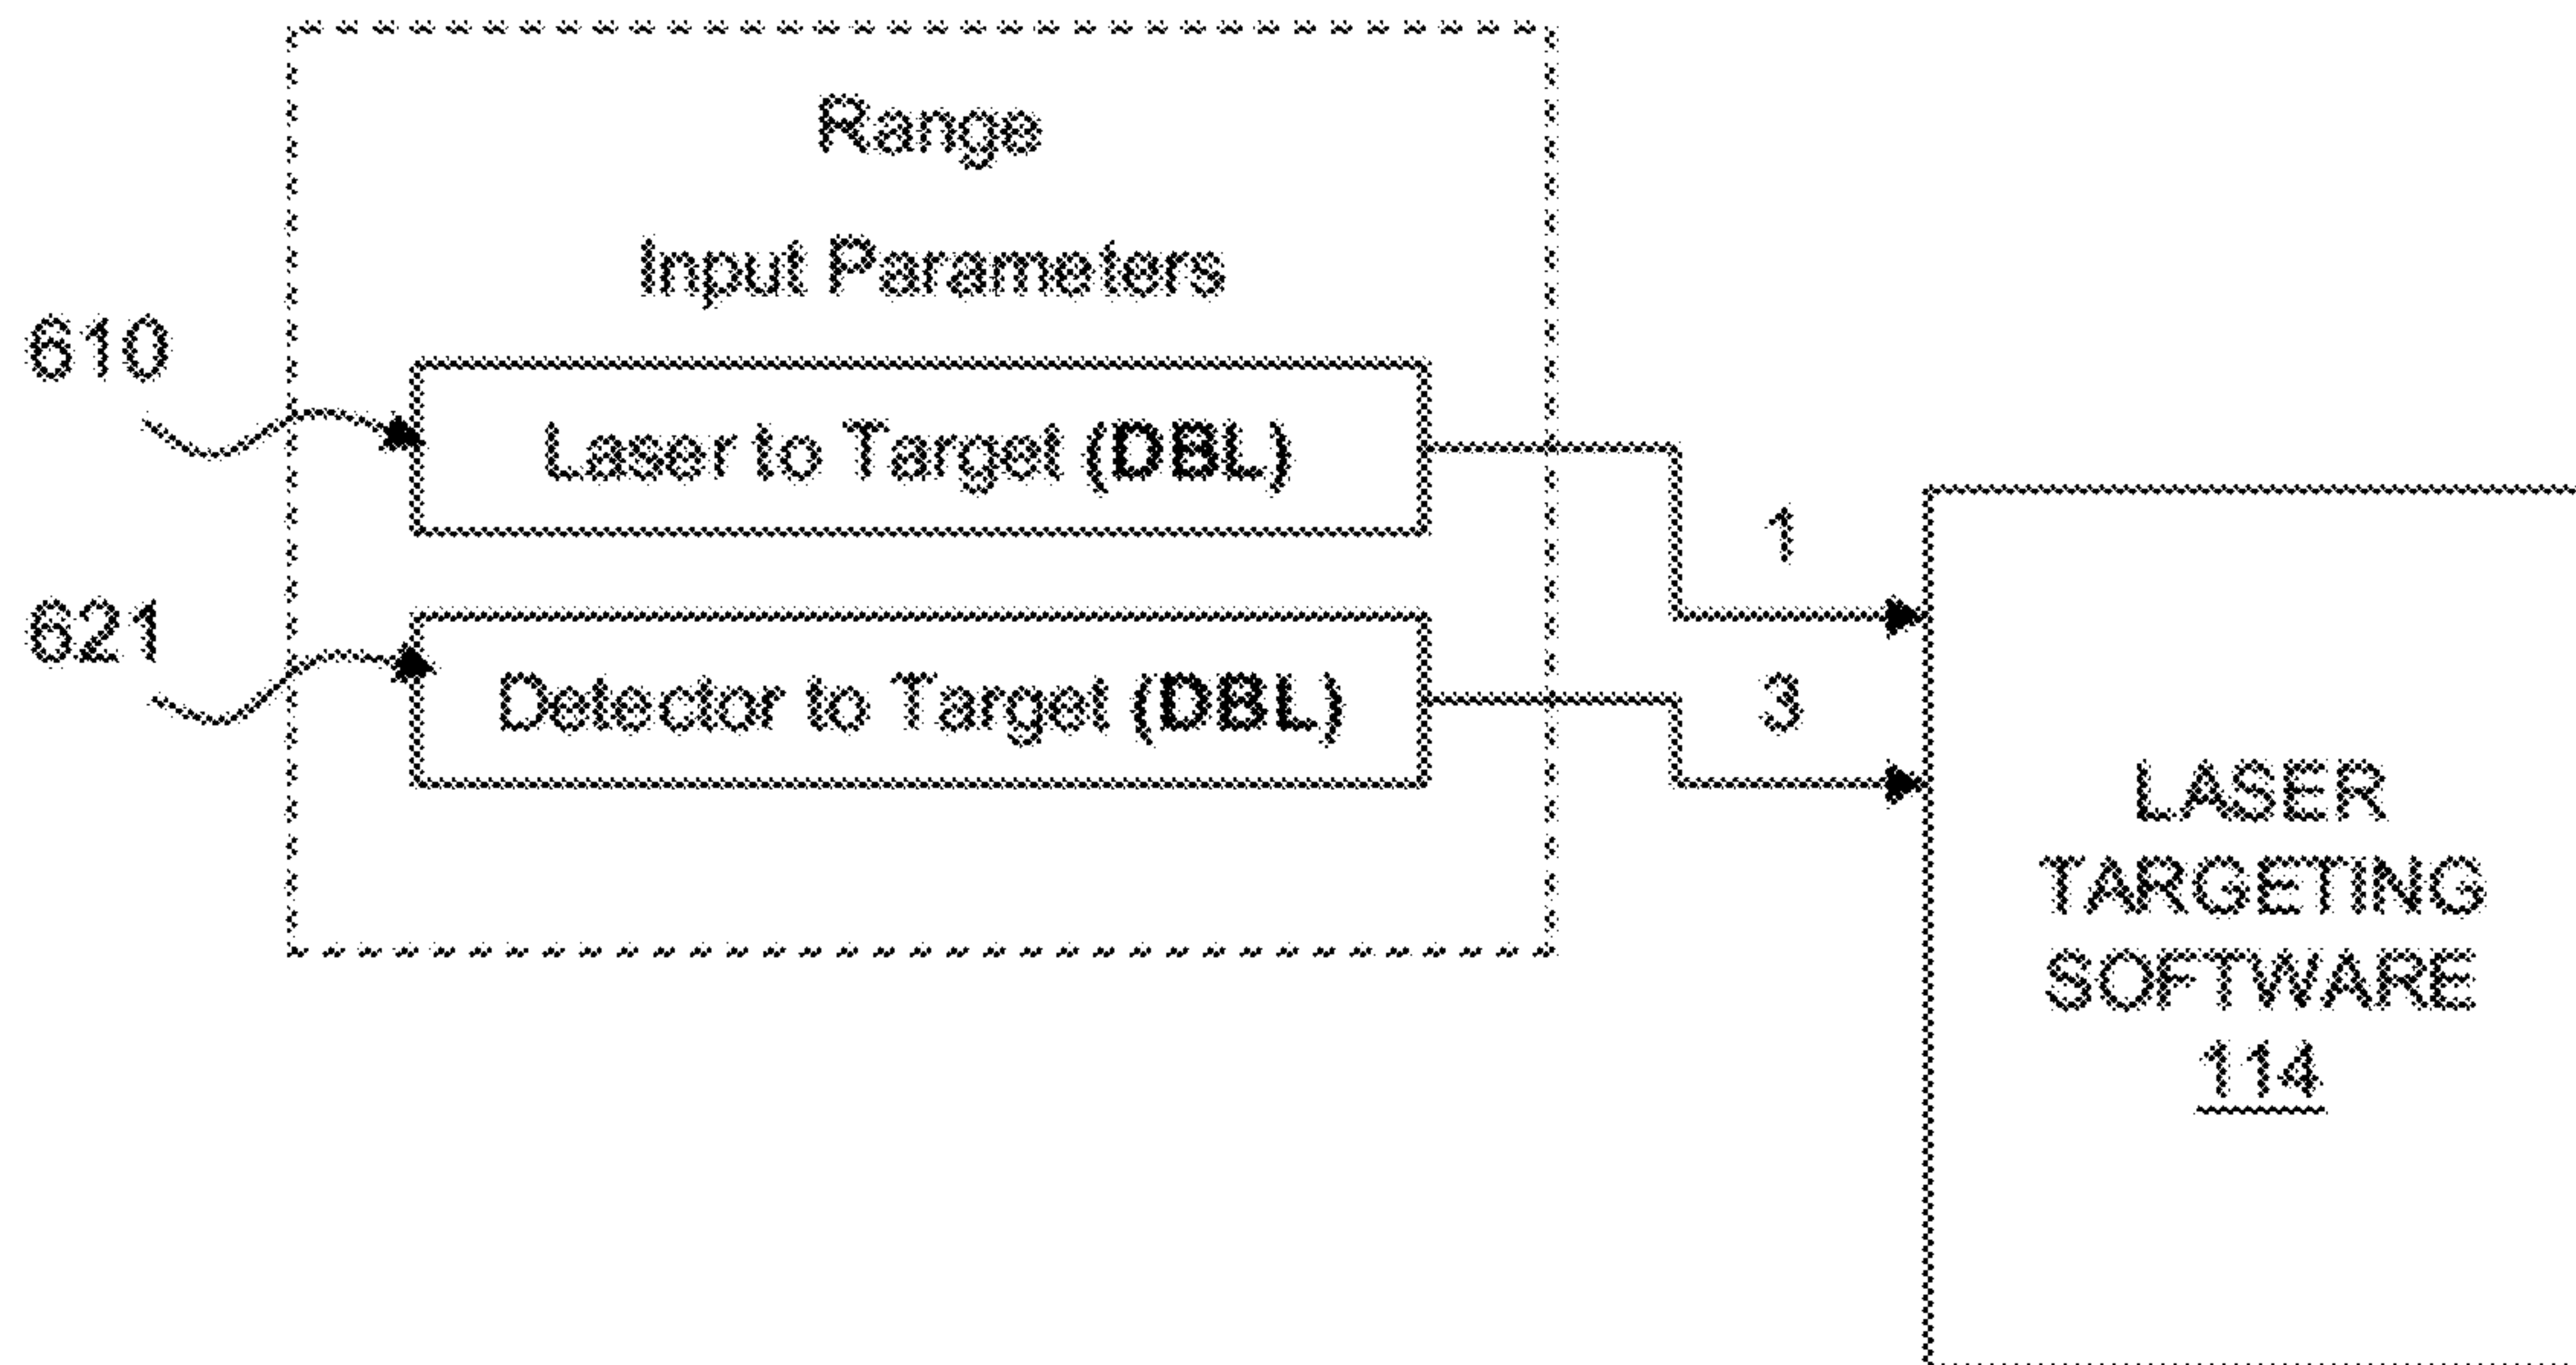 Range
Input Parameters
610
Laser to Target (DBL)
1
621
Detector to Target (DBL)
3
LASER
TARGETING
SOFTWARE
114